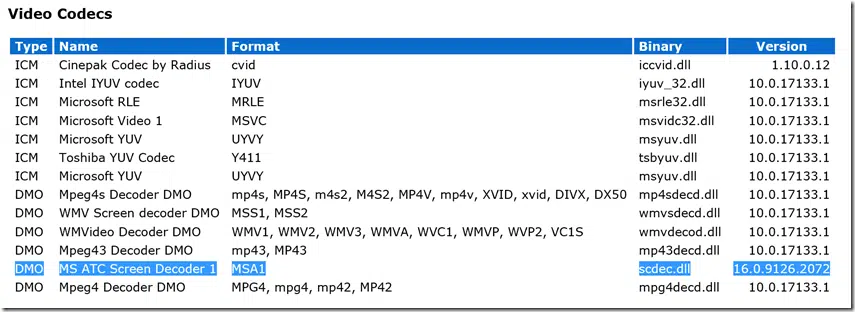 Video Codecs
Type Name Format Binary Version
ICM Cinepak Codec by Radius cvid iccvid.dll 1.10.0.12
ICM Intel IYUV codec IYUV iyuv_32.dll 10.0.17133.1
ICM Microsoft RLE MRLE msrle32.dll 10.0.17133.1
ICM Microsoft Video 1 MSVC msvidc32.dll 10.0.17133.1
ICM Microsoft YUV UYVY msyuv.dll 10.0.17133.1
ICM Toshiba YUV Codec Y411 tsbyuv.dll 10.0.17133.1
ICM Microsoft YUV UYVY msyuv.dll 10.0.17133.1
DMO Mpeg4s Decoder DMO mp4s, MP4S, m4s2, M4S2, MP4V, mp4v, XVID, xvid, DIVX, DX50 mp4sdecd.dll 10.0.17133.1
DMO WMV Screen decoder DMO MSS1, MSS2 wmvsdecd.dll 10.0.17133.1
DMO WMVideo Decoder DMO WMV1, WMV2, WMV3, WMVA, WVC1, WMVP, WVP2, VC1S wmvdecod.dll 10.0.17133.1
DMO Mpeg43 Decoder DMO mp43, MP43 mp43decd.dll 10.0.17133.1
DMO MS ATC Screen Decoder 1 MSA1 scdec.dll 16.0.9126.2072
DMO Mpeg4 Decoder DMO MPG4, mpg4, mp42, MP42 mpg4decd.dll 10.0.17133.1